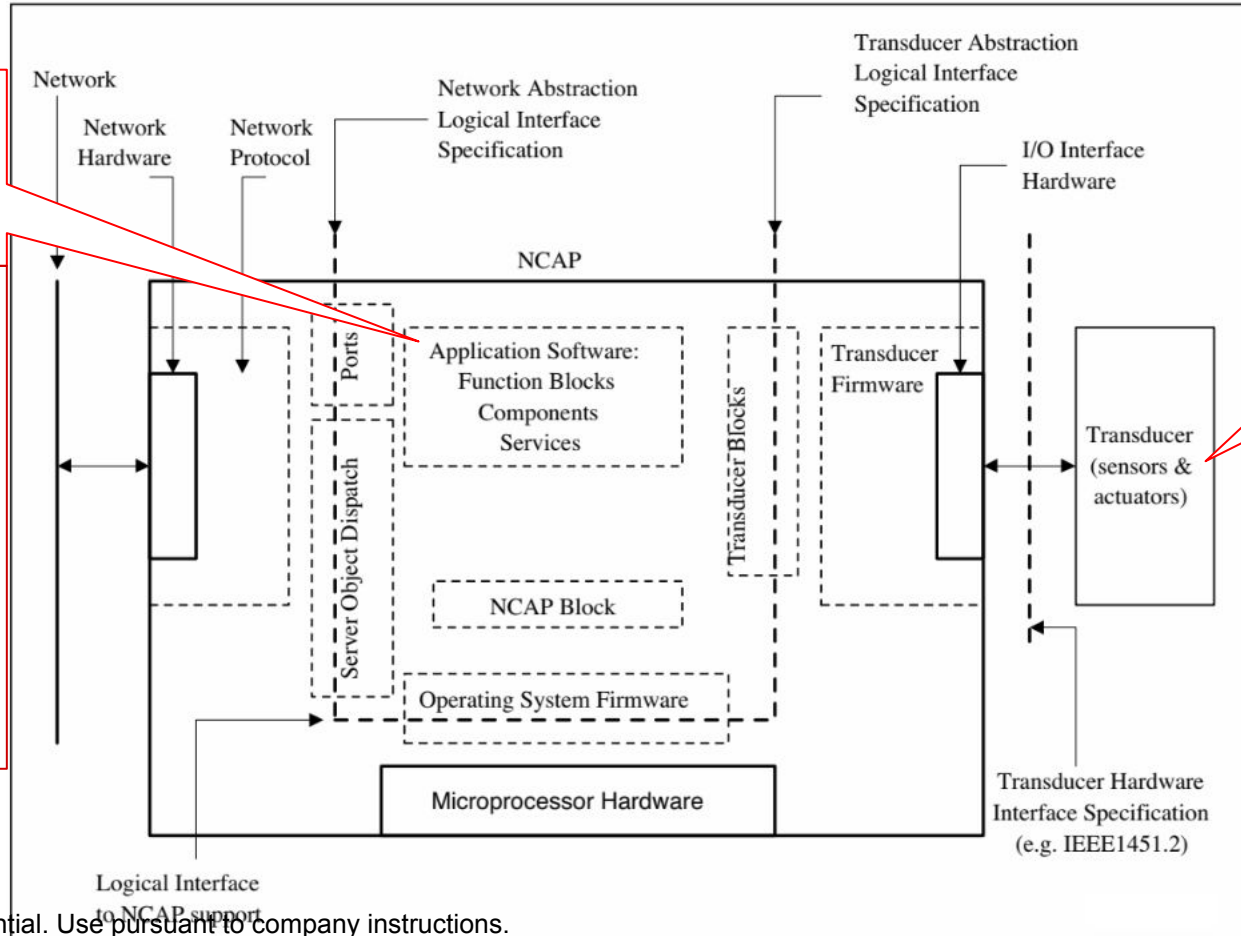 Network
Network
Hardware
Network
Protocol
Network Abstraction
Logical Interface
Specification
Transducer Abstraction
Logical Interface
Specification
I/O Interface
Hardware
NCAP
Ports
Application Software:
Function Blocks
Components
Services
Server Object Dispatch
NCAP Block
Operating System Firmware
Transducer Blocks
Transducer
Firmware
Transducer
(sensors &
actuators)
Microprocessor Hardware
Transducer Hardware
Interface Specification
(e.g. IEEE1451.2)
Logical Interface
to NCAP support
ntial. Use pursuant to company instructions.